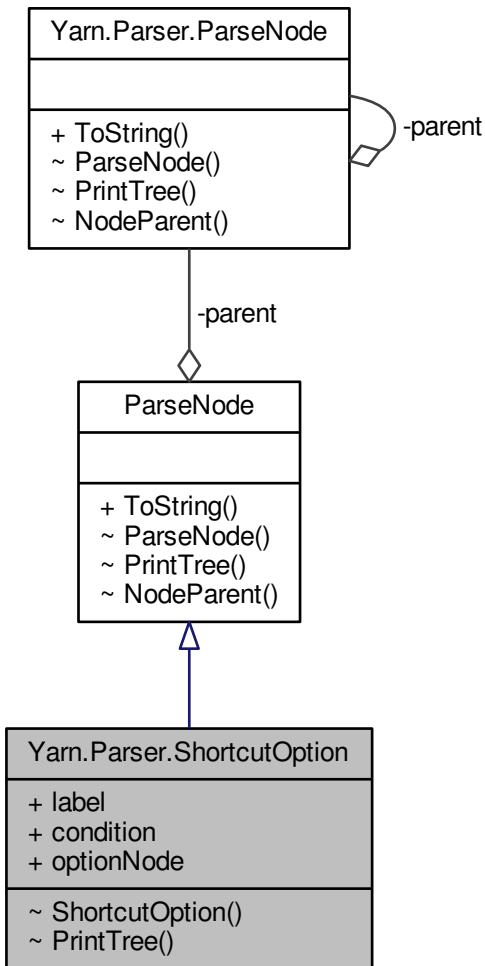 Yarn.Parser.ParseNode
+ ToString()
~ ParseNode()
~ PrintTree()
~ NodeParent()
-parent
-parent
ParseNode
+ ToString()
~ ParseNode()
~ PrintTree()
~ NodeParent()
Yarn.Parser.ShortcutOption
+ label
+ condition
+ optionNode
~ ShortcutOption()
~ PrintTree()